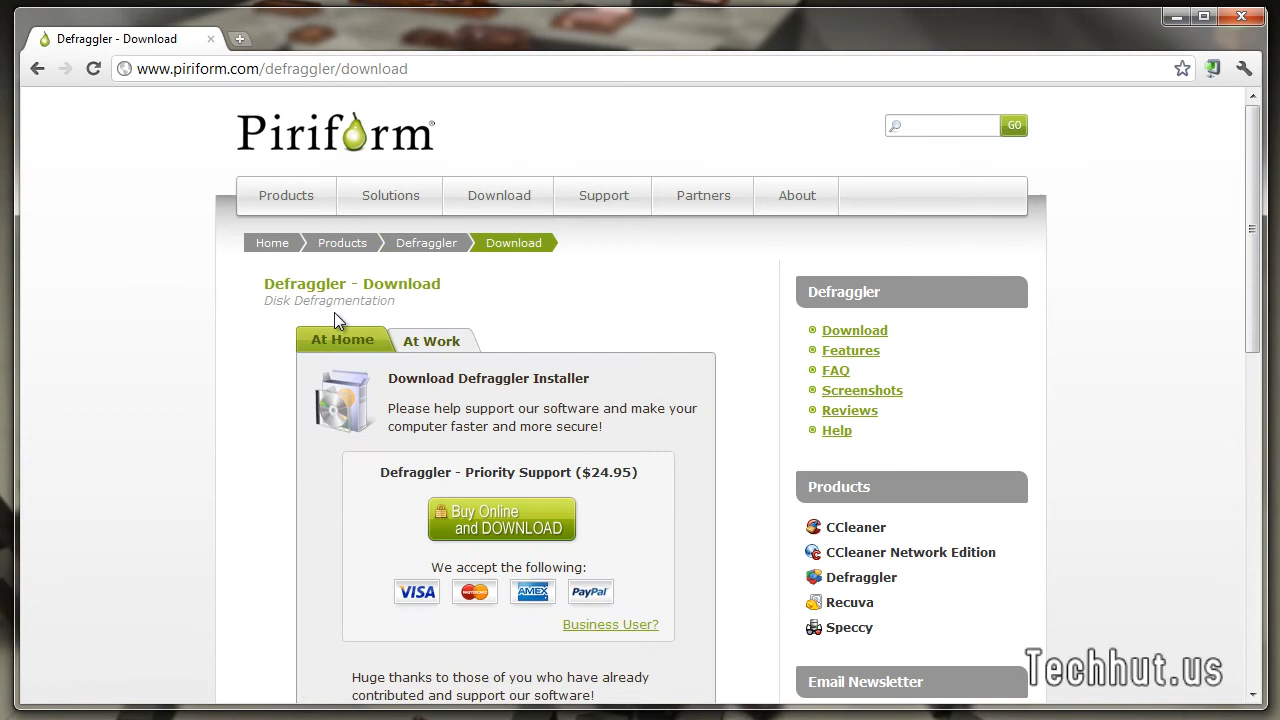 Defraggler - Download
www.piriform.com/defraggler/download
Piriform®
GO
Products Solutions Download Support Partners About
Home Products Defraggler Download
Defraggler - Download
Disk Defragmentation
At Home At Work
Download Defraggler Installer
Please help support our software and make your
computer faster and more secure!
Defraggler - Priority Support ($24.95)
Buy Online
and DOWNLOAD
We accept the following:
VISA MasterCard AMEX PayPal
Business User?
Huge thanks to those of you who have already
contributed and support our software!
Defraggler
Download
Features
FAQ
Screenshots
Reviews
Help
Products
CCleaner
CCleaner Network Edition
Defraggler
Recuva
Speccy
Email Newsletter
Techhut.us